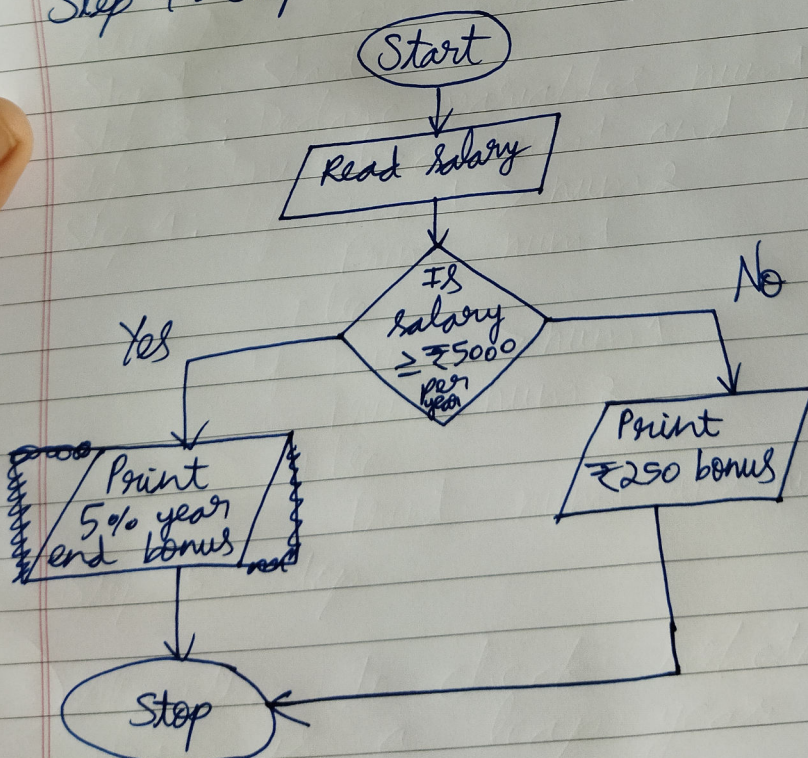 Step
Start
Read salary
Is
salary
≥ ₹5000
per
year
Yes
No
Print
5% year
end bonus
Print
₹250 bonus
Stop